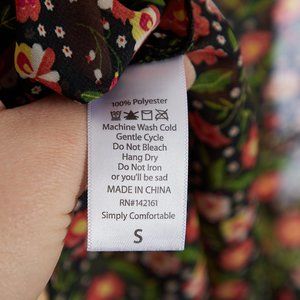 100% Polyester
Machine Wash Cold
Gentle Cycle
Do Not Bleach
Hang Dry
Do Not Iron
or you'll be sad
MADE IN CHINA
RN#142161
Simply Comfortable
S